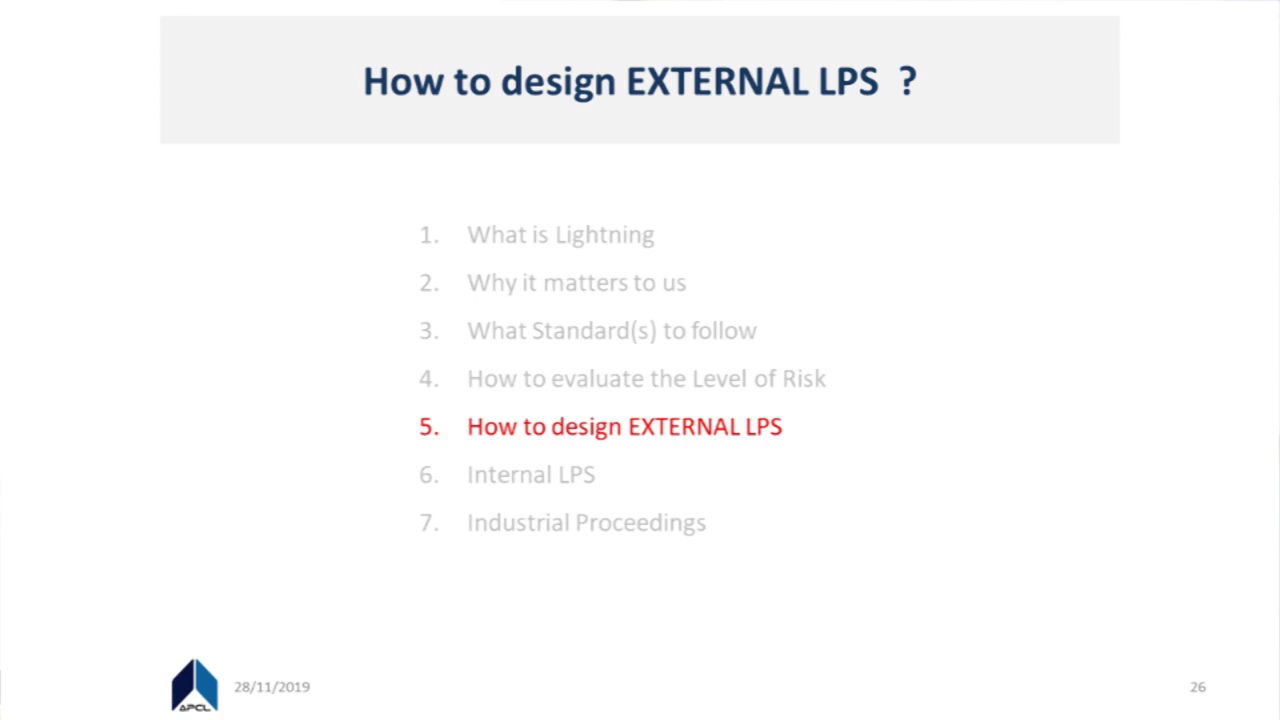 How to design EXTERNAL LPS ?
1. What is Lightning
2. Why it matters to us
3. What Standard(s) to follow
4. How to evaluate the Level of Risk
5. How to design EXTERNAL LPS
6. Internal LPS
7. Industrial Proceedings
APCL
28/11/2019
26